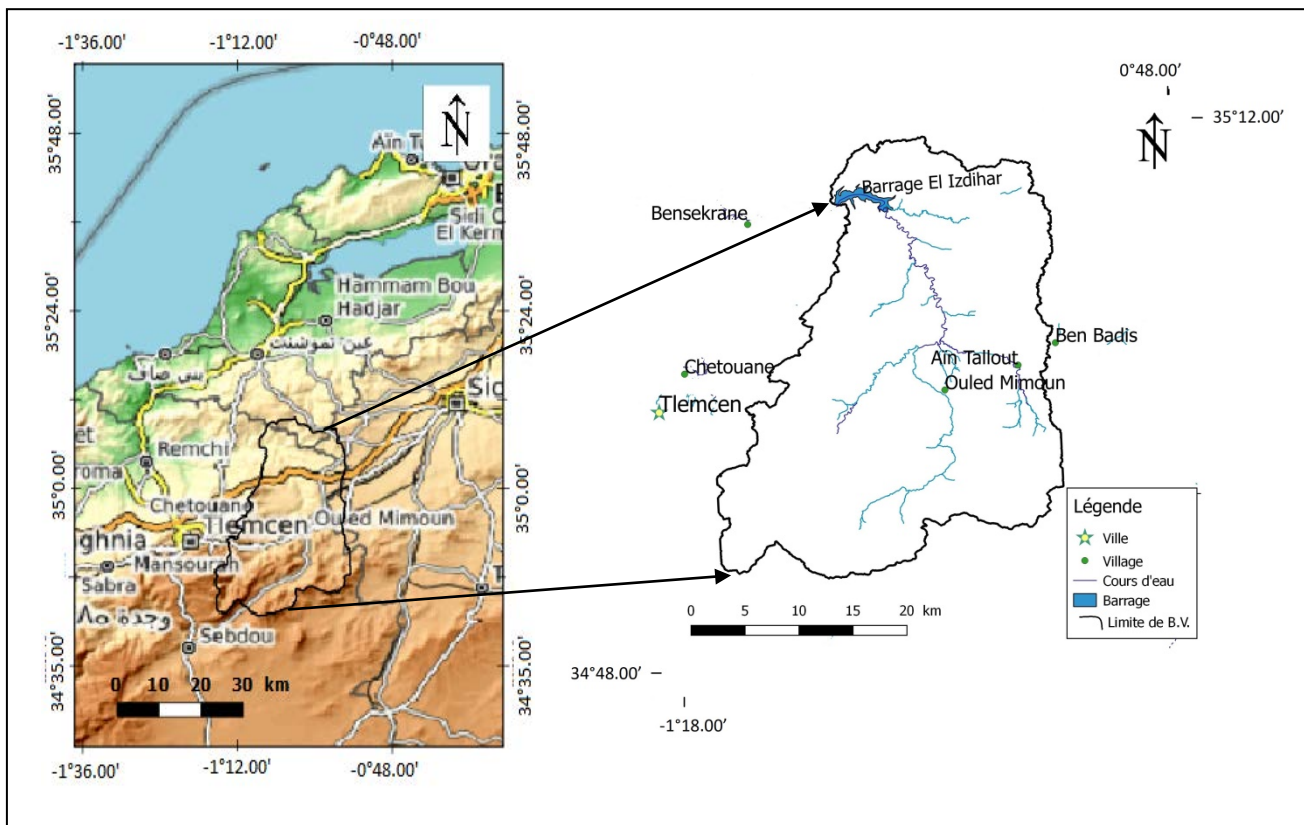 -1°36.00'
-1°12.00'
-0°48.00'
35°48.00'
35°24.00'
35°0.00'
34°35.00'
N
Aïn
Sidi
El Kerm
Hammam Bou
Hadjar
عين تموشنت
بني صاف
Sid
Remchi
Chetouane
Tlemcen
Ouled Mimoun
ghnia
Mansourah
Sabra
وجدة
Sebdou
0 10 20 30 km
35°48.00'
35°24.00'
35°0.00'
34°35.00'
-1°36.00'
-1°12.00'
-0°48.00'
0°48.00'
35°12.00'
N
Barrage El Izdihar
Bensekrane
Ben Badis
Ain Tallout
Chetouane
Ouled Mimoun
Tlemcen
Légende
Ville
Village
Cours d'eau
Barrage
Limite de B.V.
0 5 10 15 20 km
34°48.00'
-1°18.00'